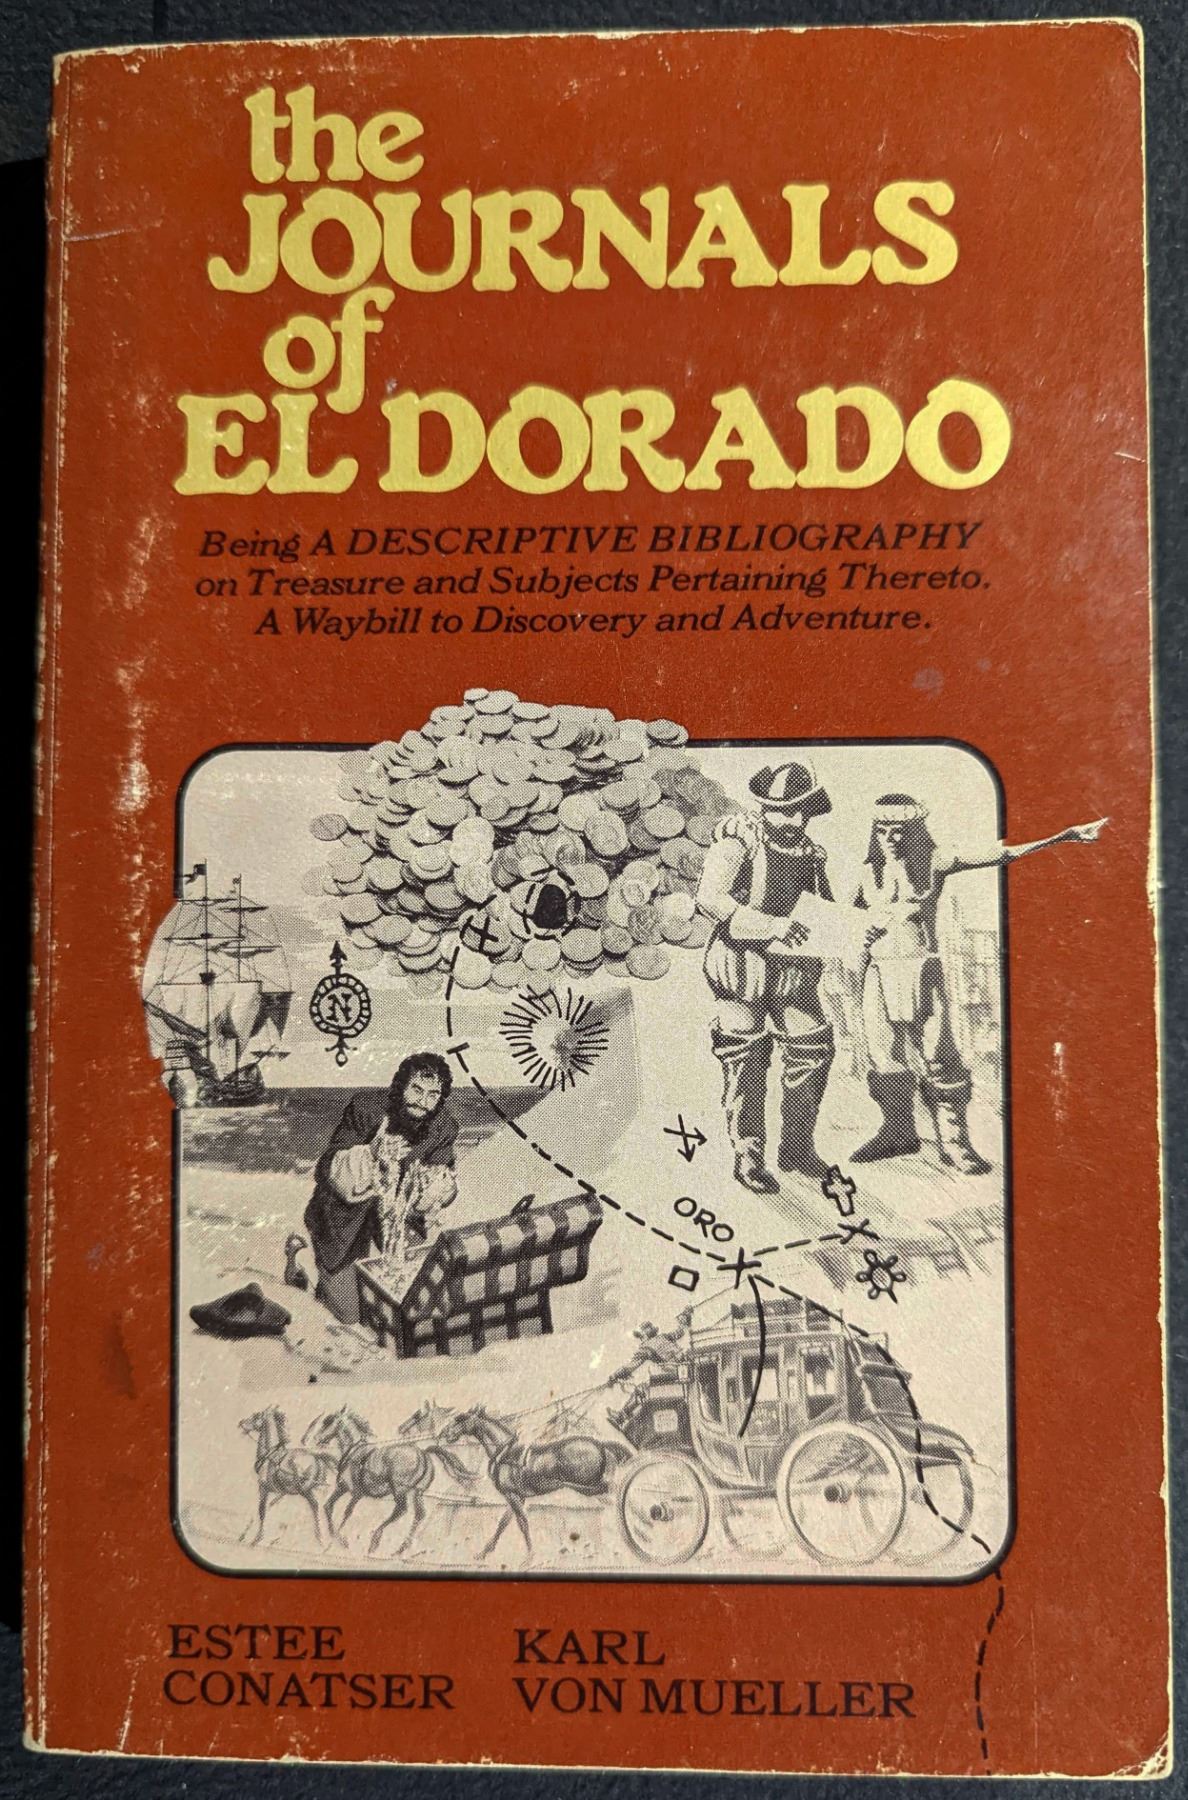 the
JOURNALS
of
EL DORADO
Being A DESCRIPTIVE BIBLIOGRAPHY
on Treasure and Subjects Pertaining Thereto.
A Waybill to Discovery and Adventure.
N
ORO
ESTEE
CONATSER
KARL
VON MUELLER